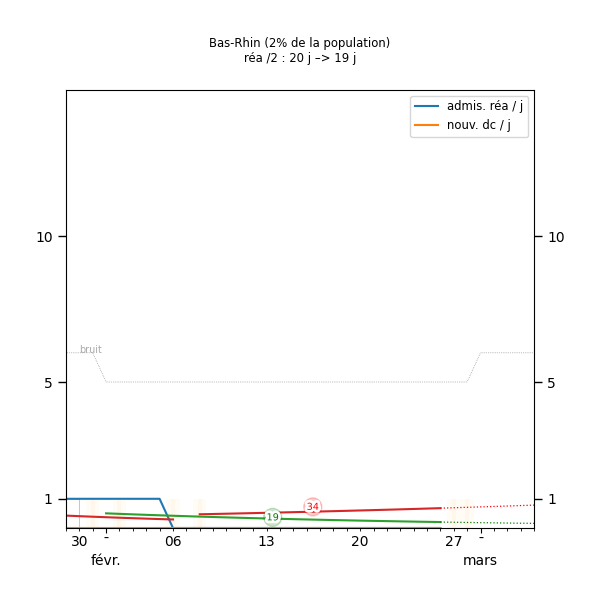 Bas-Rhin (2% de la population)
réa /2 : 20 j –> 19 j
admis. réa / j
nouv. dc / j
10 10
bruit
5 5
34
1 1
19
30 - 06 13 20 27 -
févr. mars